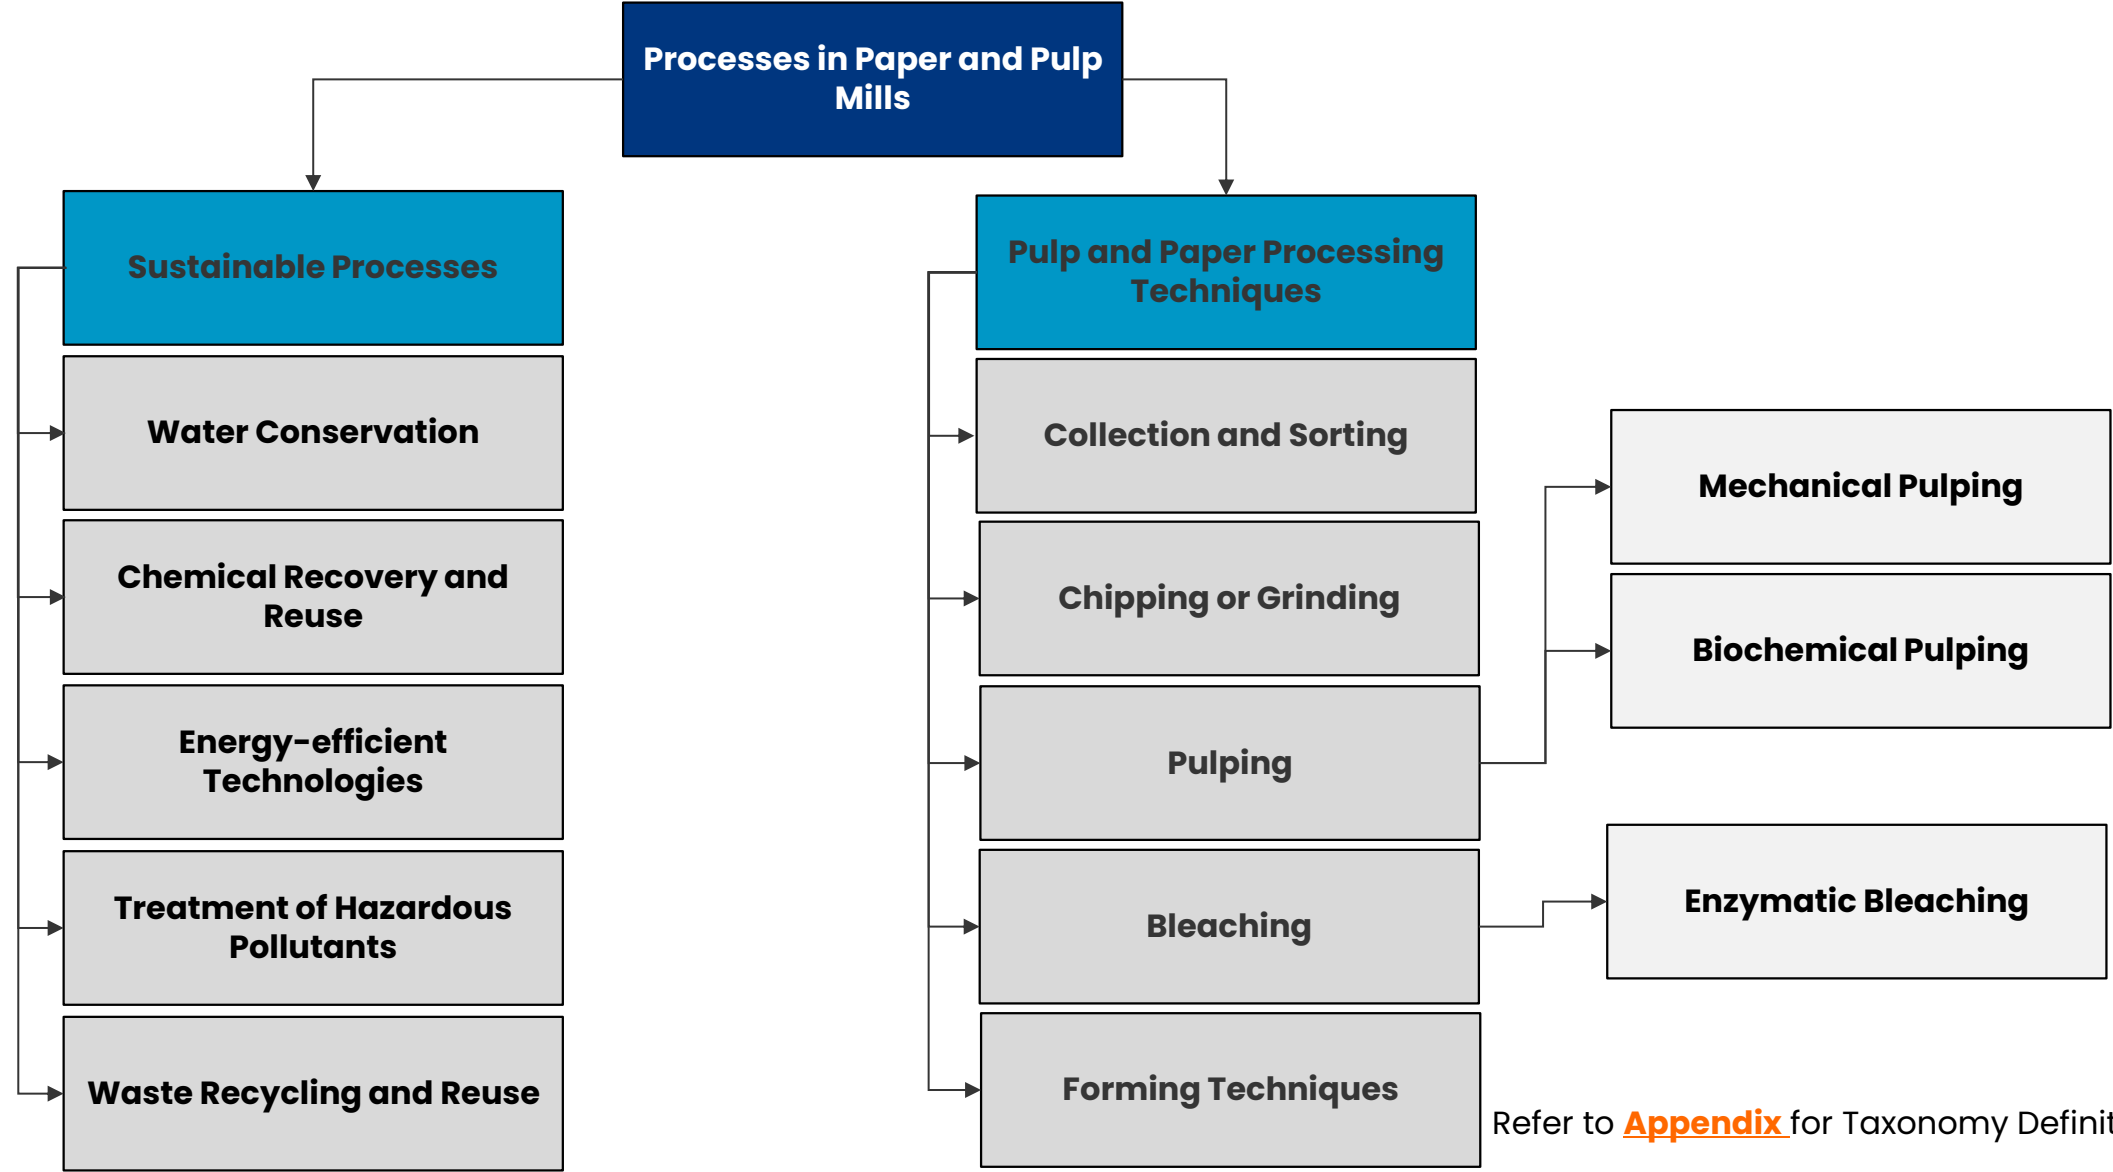 Processes in Paper and Pulp
Mills
Sustainable Processes
Water Conservation
Chemical Recovery and
Reuse
Energy-efficient
Technologies
Treatment of Hazardous
Pollutants
Waste Recycling and Reuse
Pulp and Paper Processing
Techniques
Collection and Sorting
Chipping or Grinding
Pulping
Bleaching
Forming Techniques
Mechanical Pulping
Biochemical Pulping
Enzymatic Bleaching
Refer to Appendix for Taxonomy Definit